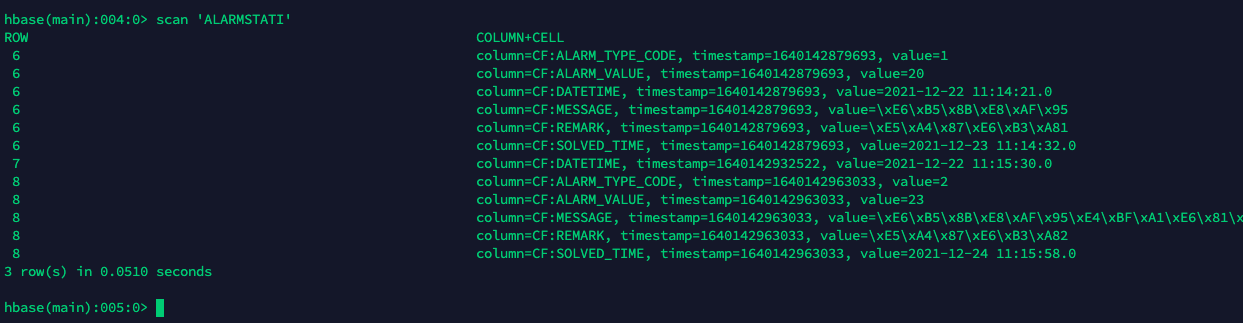 hbase(main):004:0> scan 'ALARMSTATI'
ROW COLUMN+CELL
6 column=CF:ALARM_TYPE_CODE, timestamp=1640142879693, value=1
6 column=CF:ALARM_VALUE, timestamp=1640142879693, value=20
6 column=CF:DATETIME, timestamp=1640142879693, value=2021-12-22 11:14:21.0
6 column=CF:MESSAGE, timestamp=1640142879693, value=\xE6\xB5\x8B\xE8\xAF\x95
6 column=CF:REMARK, timestamp=1640142879693, value=\xE5\xA4\x87\xE6\xB3\xA81
6 column=CF:SOLVED_TIME, timestamp=1640142879693, value=2021-12-23 11:14:32.0
7 column=CF:DATETIME, timestamp=1640142932522, value=2021-12-22 11:15:30.0
8 column=CF:ALARM_TYPE_CODE, timestamp=1640142963033, value=2
8 column=CF:ALARM_VALUE, timestamp=1640142963033, value=23
8 column=CF:MESSAGE, timestamp=1640142963033, value=\xE6\xB5\x8B\xE8\xAF\x95\xE4\xBF\xA1\xE6\x81\x
8 column=CF:REMARK, timestamp=1640142963033, value=\xE5\xA4\x87\xE6\xB3\xA82
8 column=CF:SOLVED_TIME, timestamp=1640142963033, value=2021-12-24 11:15:58.0
3 row(s) in 0.0510 seconds
hbase(main):005:0>